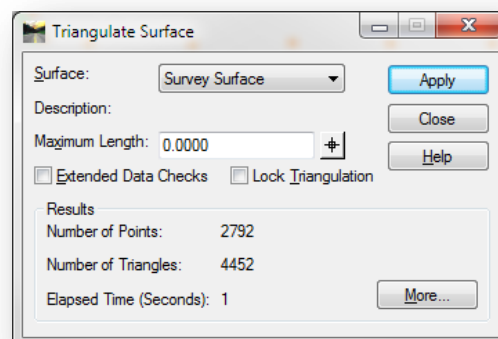 Triangulate Surface
Surface: Survey Surface Apply
Description: Close
Maximum Length: 0.0000 Help
Extended Data Checks Lock Triangulation
Results
Number of Points: 2792
Number of Triangles: 4452
Elapsed Time (Seconds): 1 More...